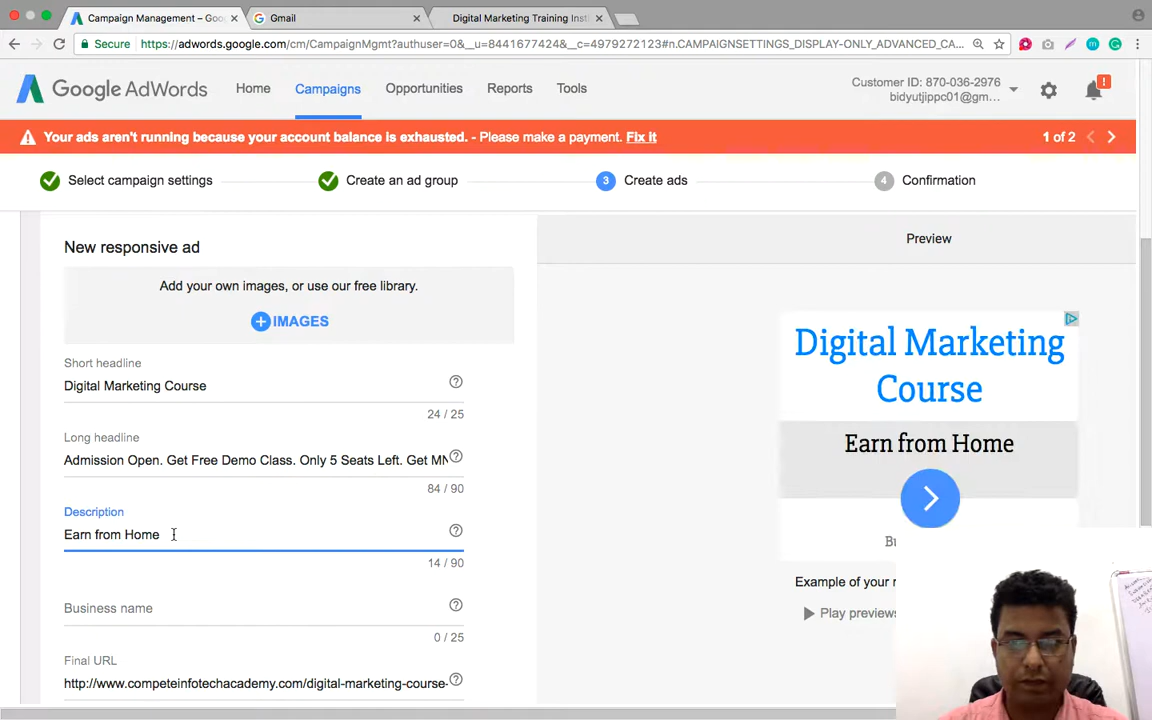 Campaign Management – Goo
Gmail
Digital Marketing Training Insti
Secure
https://adwords.google.com/cm/CampaignMgmt?authuser=0&__u=8441677424&__c=4979272123#n.CAMPAIGNSETTINGS_DISPLAY-ONLY_ADVANCED_CA...
Google AdWords
Home
Campaigns
Opportunities
Reports
Tools
Customer ID: 870-036-2976
bidyutjippc01@gm...
Your ads aren't running because your account balance is exhausted. - Please make a payment. Fix it
1 of 2
Select campaign settings
Create an ad group
3 Create ads
4 Confirmation
New responsive ad
Add your own images, or use our free library.
IMAGES
Short headline
Digital Marketing Course
24 / 25
Long headline
Admission Open. Get Free Demo Class. Only 5 Seats Left. Get MN
84 / 90
Description
Earn from Home
14 / 90
Business name
0 / 25
Final URL
http://www.competeinfotechacademy.com/digital-marketing-course-
Preview
Digital Marketing
Course
Earn from Home
Example of your r
Play previews